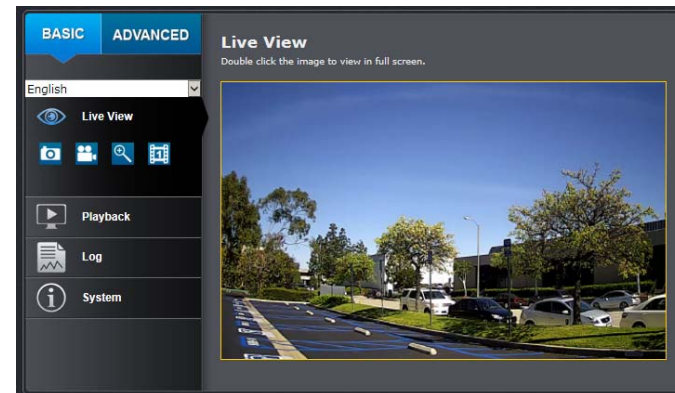 BASIC ADVANCED
English
Live View
1
Playback
Log
System
Live View
Double click the image to view in full screen.